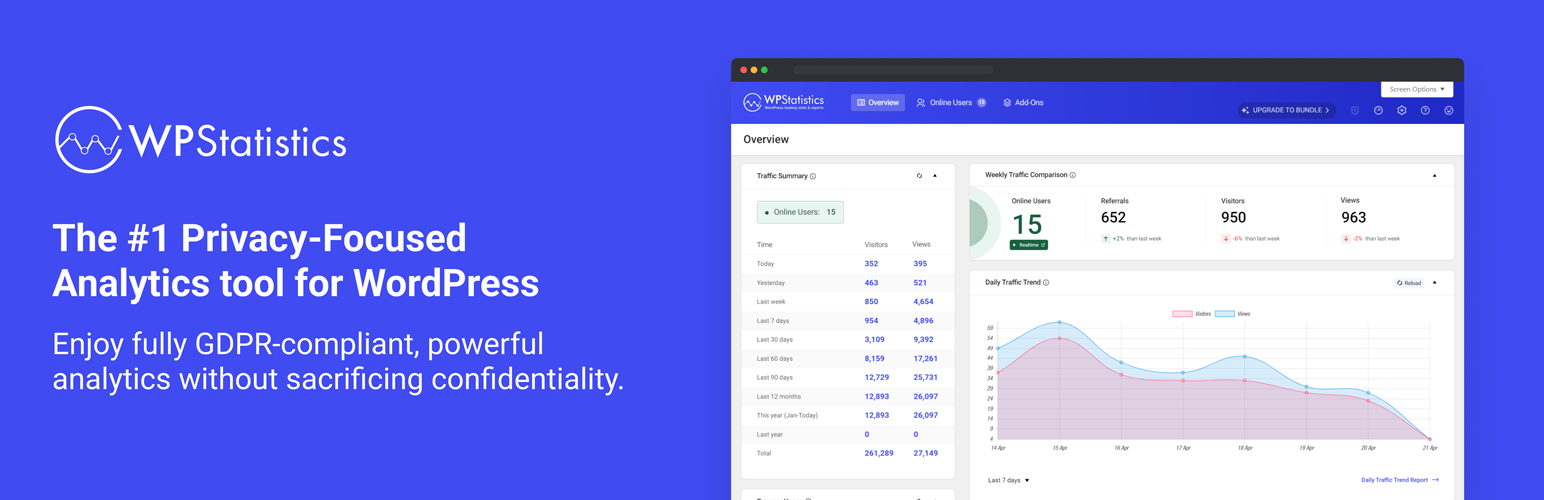 WPStatistics
The #1 Privacy-Focused
Analytics tool for WordPress
Enjoy fully GDPR-compliant, powerful
analytics without sacrificing confidentiality.
Screen Options
WPStatistics
WordPress leading stats & reports
Overview
Online Users 15
Add-Ons
UPGRADE TO BUNDLE
Overview
Traffic Summary
Online Users: 15
Time Visitors Views
Today 352 395
Yesterday 463 521
Last week 850 4,654
Last 7 days 954 4,896
Last 30 days 3,109 9,392
Last 60 days 8,159 17,261
Last 90 days 12,729 25,731
Last 12 months 12,893 26,097
This year (Jan-Today) 12,893 26,097
Last year 0 0
Total 261,289 27,149
Weekly Traffic Comparison
Online Users
15
Realtime
Referrals
652
+2% than last week
Visitors
950
-6% than last week
Views
963
-2% than last week
Daily Traffic Trend
Reload
Visitors Views
59
54
49
44
39
34
29
24
19
14
9
4
14 Apr 15 Apr 16 Apr 17 Apr 18 Apr 19 Apr 20 Apr 21 Apr
Last 7 days
Daily Traffic Trend Report